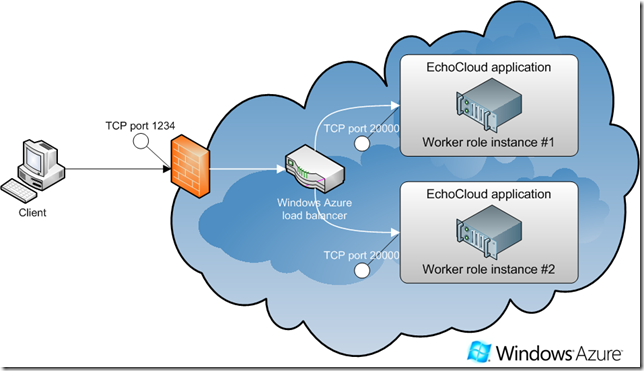 EchoCloud application
TCP port 1234
TCP port 20000
Worker role instance #1
Client
Windows Azure
load balancer
EchoCloud application
TCP port 20000
Worker role instance #2
Windows Azure™